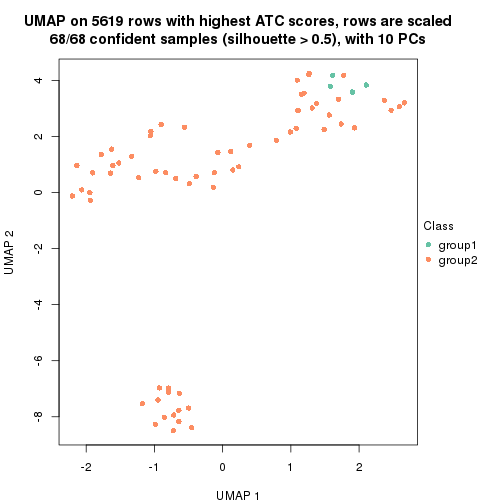 UMAP on 5619 rows with highest ATC scores, rows are scaled
68/68 confident samples (silhouette > 0.5), with 10 PCs
4
2
0
-2
-4
-6
-8
UMAP 2
Class
group1
group2
-2
-1
0
1
2
UMAP 1